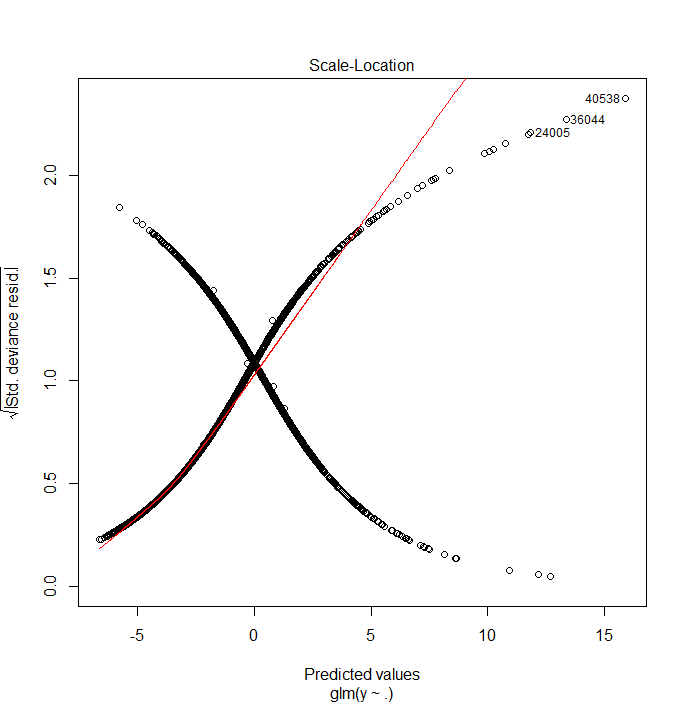 Scale-Location
40538
36044
24005
2.0
1.5
1.0
0.5
0.0
√|Std. deviance resid.|
-5 0 5 10 15
Predicted values
glm(y ~ .)